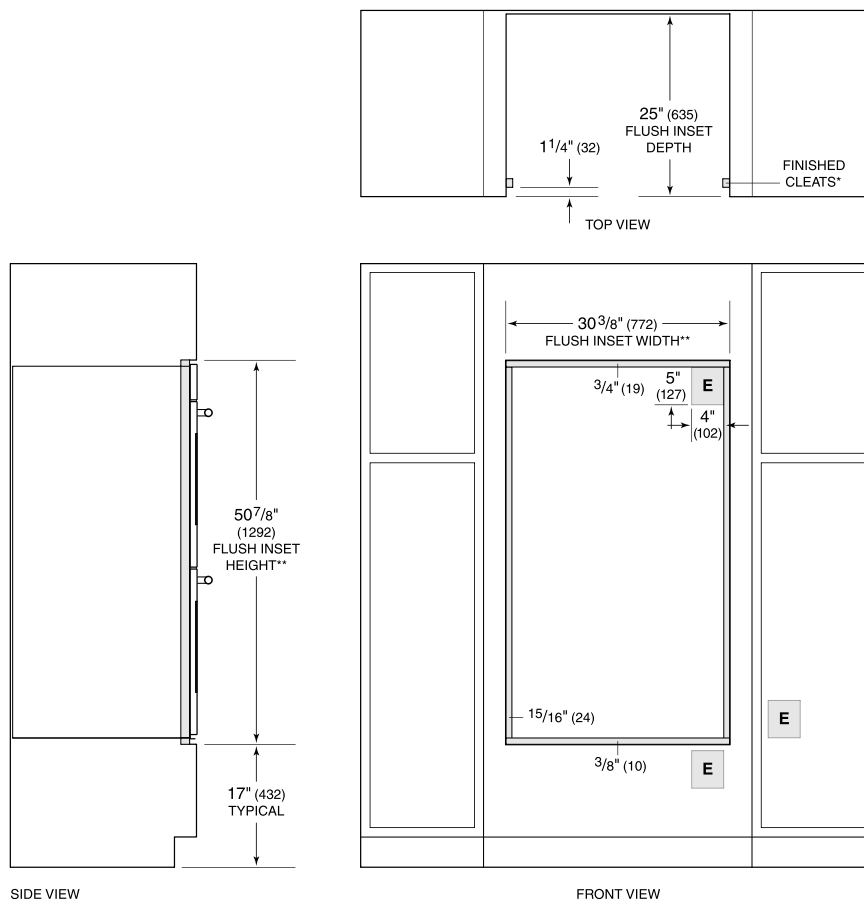 25" (635)
FLUSH INSET
DEPTH
1 1/4" (32)
FINISHED
CLEATS*
TOP VIEW
30 3/8" (772)
FLUSH INSET WIDTH**
3/4" (19)
5"
(127)
E
4"
(102)
50 7/8"
(1292)
FLUSH INSET
HEIGHT**
15/16" (24)
E
3/8" (10)
E
17" (432)
TYPICAL
SIDE VIEW
FRONT VIEW